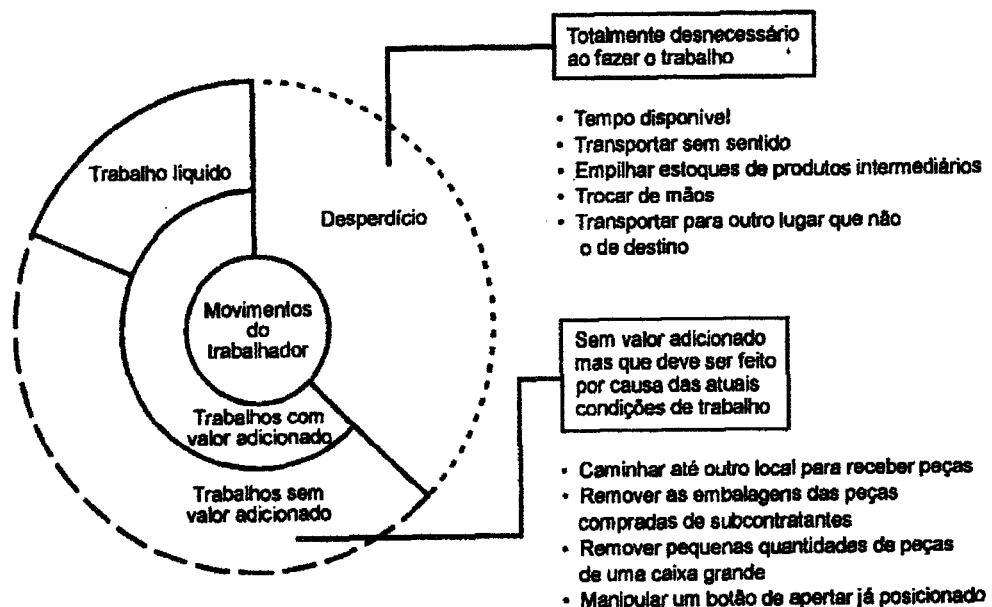 Totalmente desnecessário
ao fazer o trabalho
• Tempo disponível
• Transportar sem sentido
• Empilhar estoques de produtos intermediários
• Trocar de mãos
• Transportar para outro lugar que não
o de destino
Trabalho líquido
Desperdício
Movimentos
do
trabalhador
Trabalhos com
valor adicionado
Trabalhos sem
valor adicionado
Sem valor adicionado
mas que deve ser feito
por causa das atuais
condições de trabalho
• Caminhar até outro local para receber peças
• Remover as embalagens das peças
compradas de subcontratantes
• Remover pequenas quantidades de peças
de uma caixa grande
• Manipular um botão de apertar já posicionado